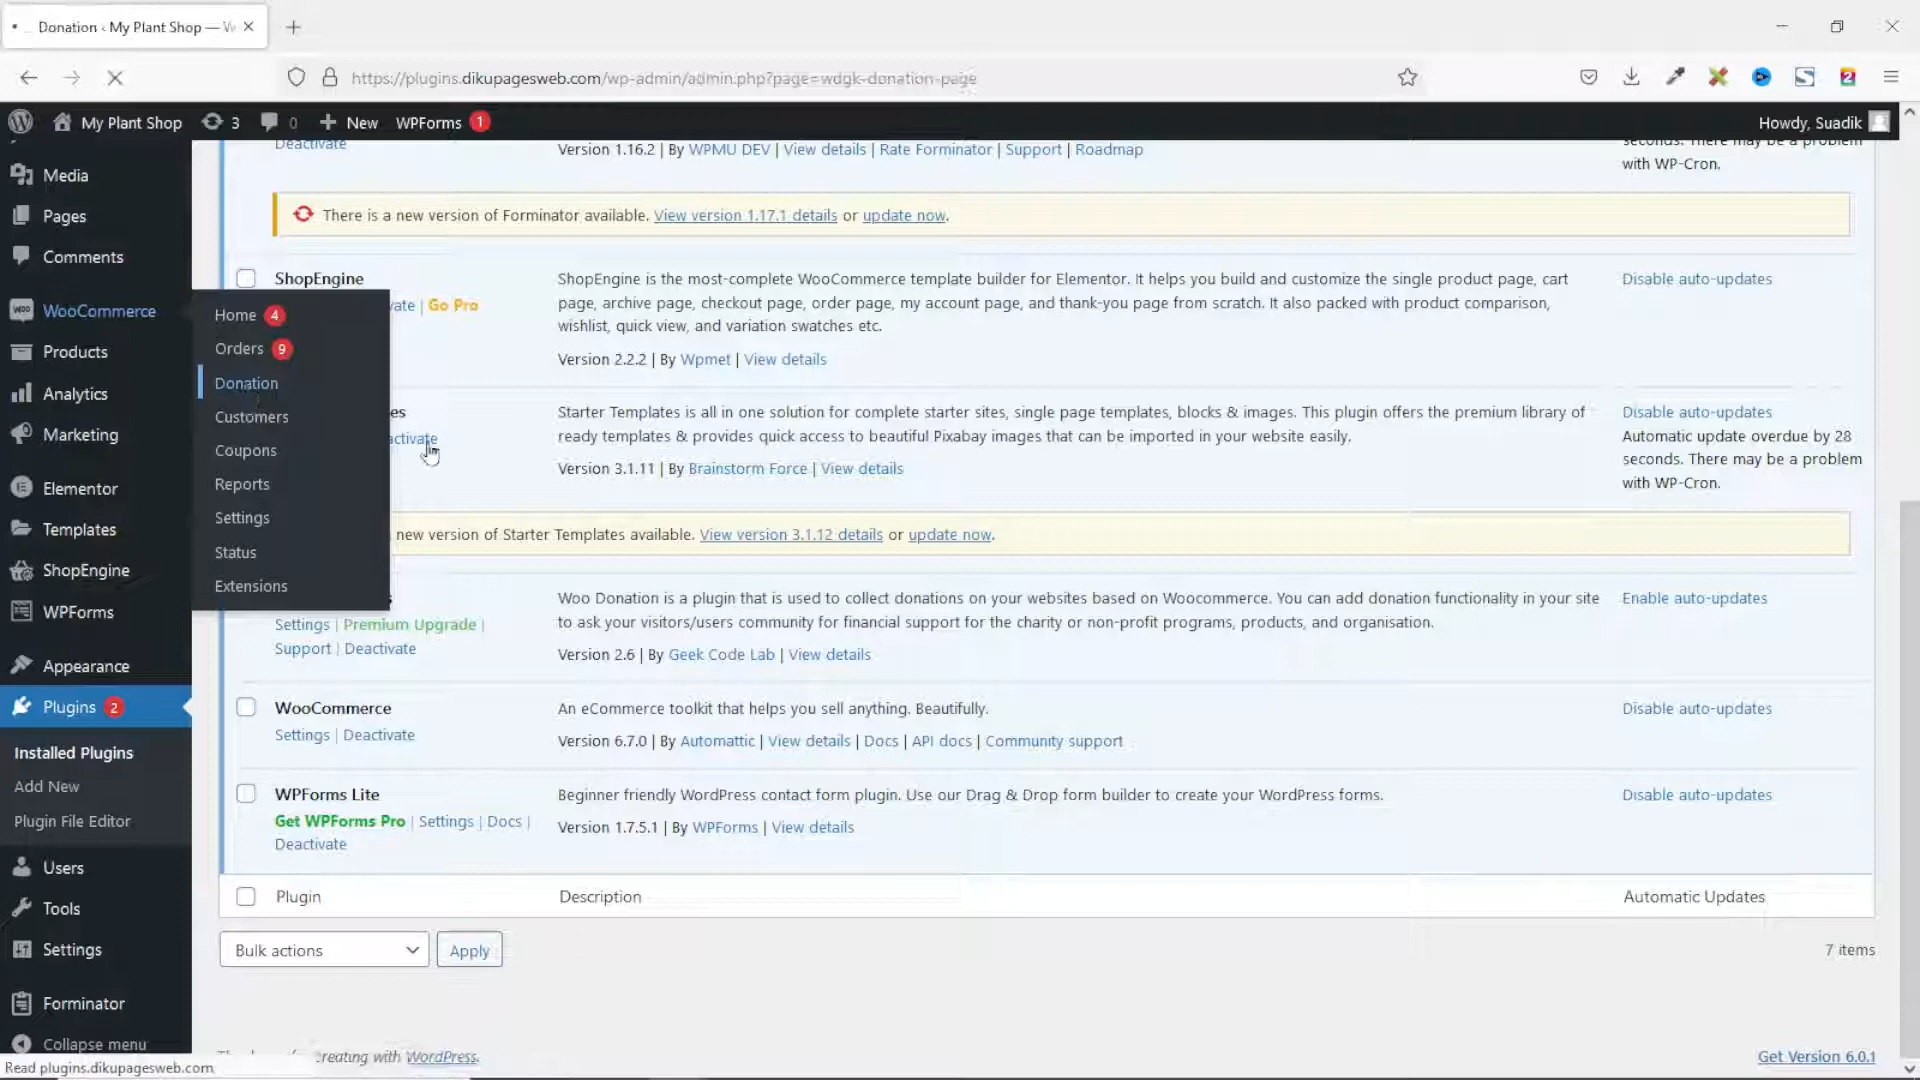 Donation ‹ My Plant Shop — W
https://plugins.dikupagesweb.com/wp-admin/admin.php?page=wdgk-donation-page
My Plant Shop 3 0 New WPForms 1 Howdy, Suadik
Media
Pages
Comments
WooCommerce
Products
Analytics
Marketing
Elementor
Templates
ShopEngine
WPForms
Appearance
Plugins 2
Installed Plugins
Add New
Plugin File Editor
Users
Tools
Settings
Forminator
Collapse menu
Home 4
Orders 9
Donation
Customers
Coupons
Reports
Settings
Status
Extensions
Deactivate
Version 1.16.2 | By WPMU DEV | View details | Rate Forminator | Support | Roadmap
seconds. There may be a problem
with WP-Cron.
There is a new version of Forminator available. View version 1.17.1 details or update now.
ShopEngine
vate | Go Pro
ShopEngine is the most-complete WooCommerce template builder for Elementor. It helps you build and customize the single product page, cart
page, archive page, checkout page, order page, my account page, and thank-you page from scratch. It also packed with product comparison,
wishlist, quick view, and variation swatches etc.
Version 2.2.2 | By Wpmet | View details
Disable auto-updates
es
activate
Starter Templates is all in one solution for complete starter sites, single page templates, blocks & images. This plugin offers the premium library of
ready templates & provides quick access to beautiful Pixabay images that can be imported in your website easily.
Version 3.1.11 | By Brainstorm Force | View details
Disable auto-updates
Automatic update overdue by 28
seconds. There may be a problem
with WP-Cron.
new version of Starter Templates available. View version 3.1.12 details or update now.
Settings | Premium Upgrade |
Support | Deactivate
Woo Donation is a plugin that is used to collect donations on your websites based on Woocommerce. You can add donation functionality in your site
to ask your visitors/users community for financial support for the charity or non-profit programs, products, and organisation.
Version 2.6 | By Geek Code Lab | View details
Enable auto-updates
WooCommerce
Settings | Deactivate
An eCommerce toolkit that helps you sell anything. Beautifully.
Version 6.7.0 | By Automattic | View details | Docs | API docs | Community support
Disable auto-updates
WPForms Lite
Get WPForms Pro | Settings | Docs |
Deactivate
Beginner friendly WordPress contact form plugin. Use our Drag & Drop form builder to create your WordPress forms.
Version 1.7.5.1 | By WPForms | View details
Disable auto-updates
Plugin Description Automatic Updates
Bulk actions Apply 7 items
creating with WordPress.
Get Version 6.0.1
Read plugins.dikupagesweb.com